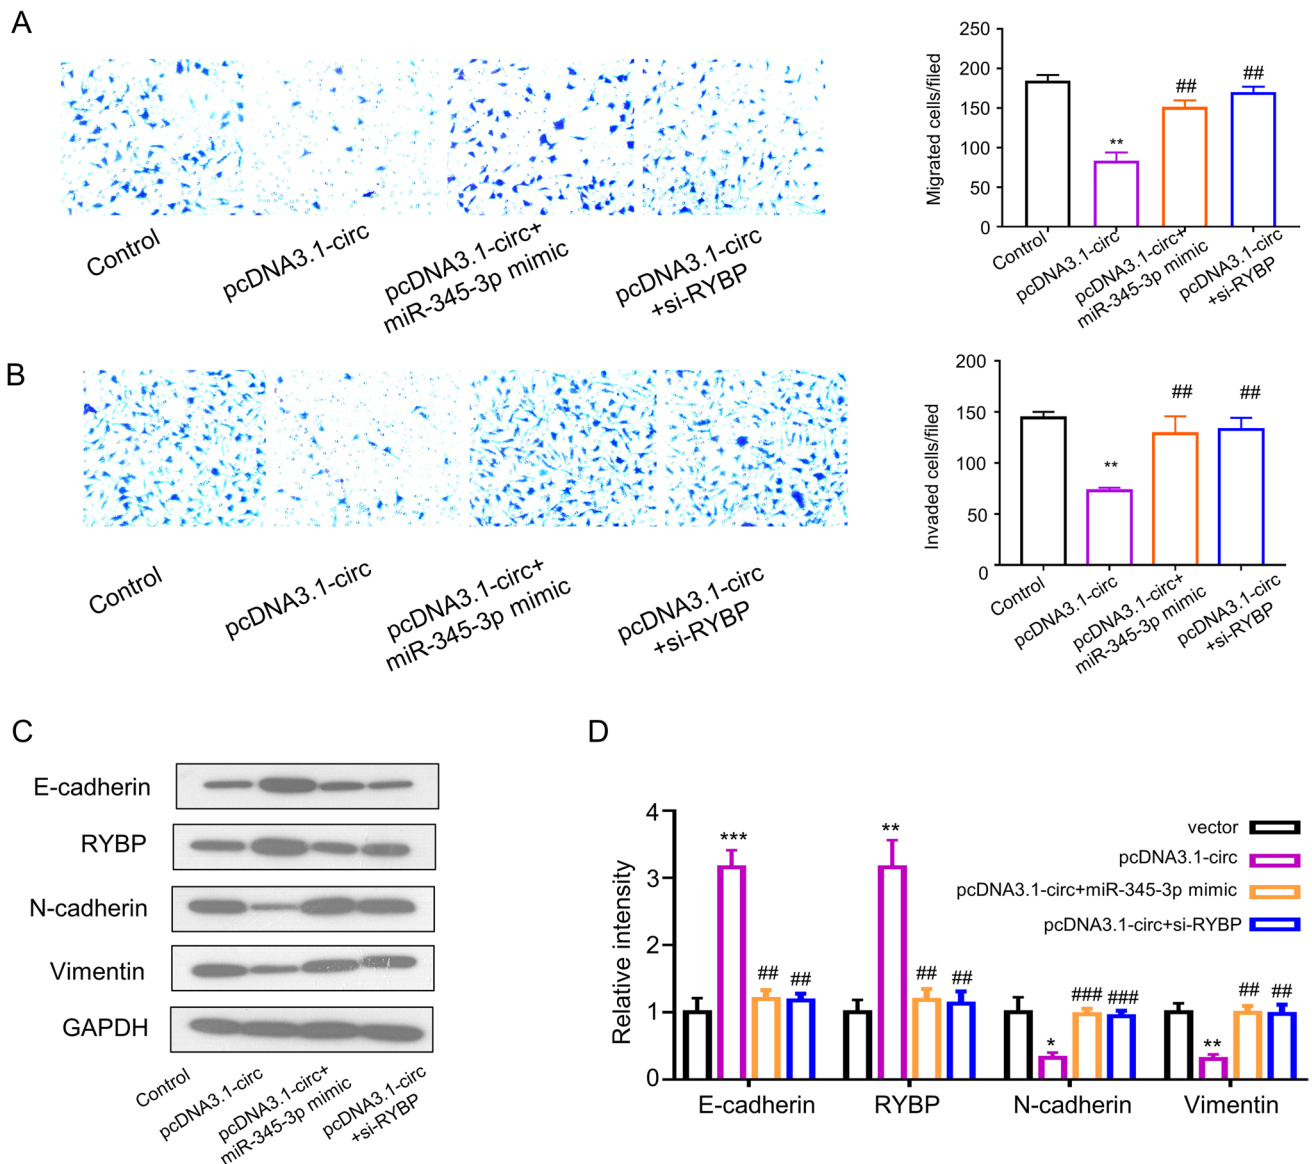 A
Control
pcDNA3.1-circ
pcDNA3.1-circ+
miR-345-3p mimic
pcDNA3.1-circ
+si-RYBP
Migrated cells/filed
250
200
150
100
50
0
**
##
##
Control
pcDNA3.1-circ
pcDNA3.1-circ+
miR-345-3p mimic
pcDNA3.1-circ
+si-RYBP
B
Control
pcDNA3.1-circ
pcDNA3.1-circ+
miR-345-3p mimic
pcDNA3.1-circ
+si-RYBP
Invaded cells/filed
200
150
100
50
0
**
##
##
Control
pcDNA3.1-circ
pcDNA3.1-circ+
miR-345-3p mimic
pcDNA3.1-circ
+si-RYBP
C
E-cadherin
RYBP
N-cadherin
Vimentin
GAPDH
Control
pcDNA3.1-circ
pcDNA3.1-circ+
miR-345-3p mimic
pcDNA3.1-circ
+si-RYBP
D
Relative intensity
4
3
2
1
0
***
##
##
**
##
##
*
###
###
**
##
##
vector
pcDNA3.1-circ
pcDNA3.1-circ+miR-345-3p mimic
pcDNA3.1-circ+si-RYBP
E-cadherin
RYBP
N-cadherin
Vimentin